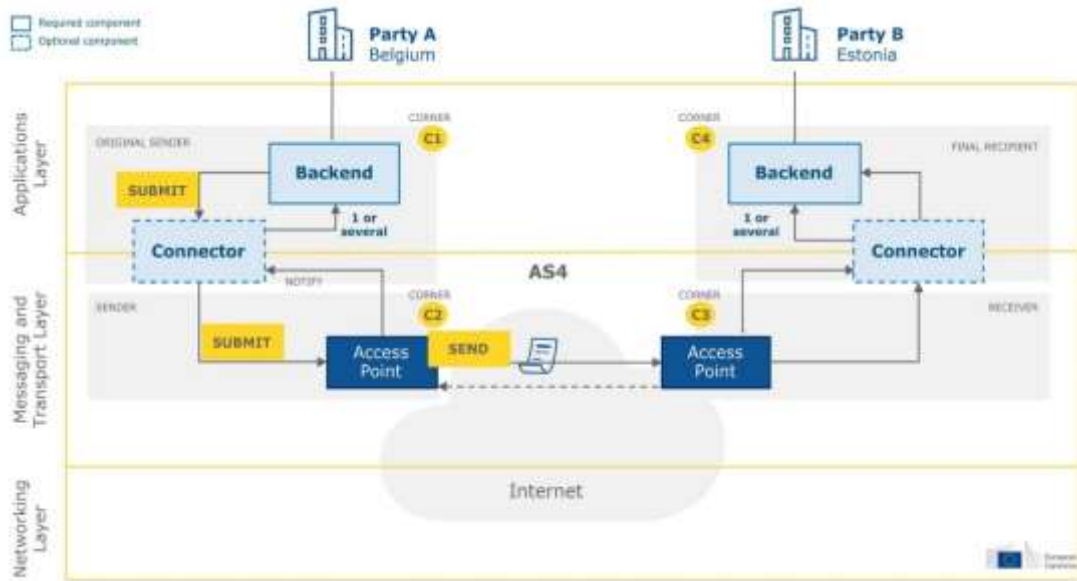 Required component
Optional component
Party A
Belgium
Party B
Estonia
Applications
Layer
ORIGINAL SENDER
CORNER
C1
CORNER
C4
FINAL RECIPIENT
Backend
Backend
SUBMIT
1 or
several
1 or
several
Connector
Connector
AS4
NOTIFY
Messaging and
Transport Layer
SENDER
CORNER
C2
CORNER
C3
RECEIVER
SUBMIT
Access
Point
SEND
Access
Point
Networking
Layer
Internet
European
Commission